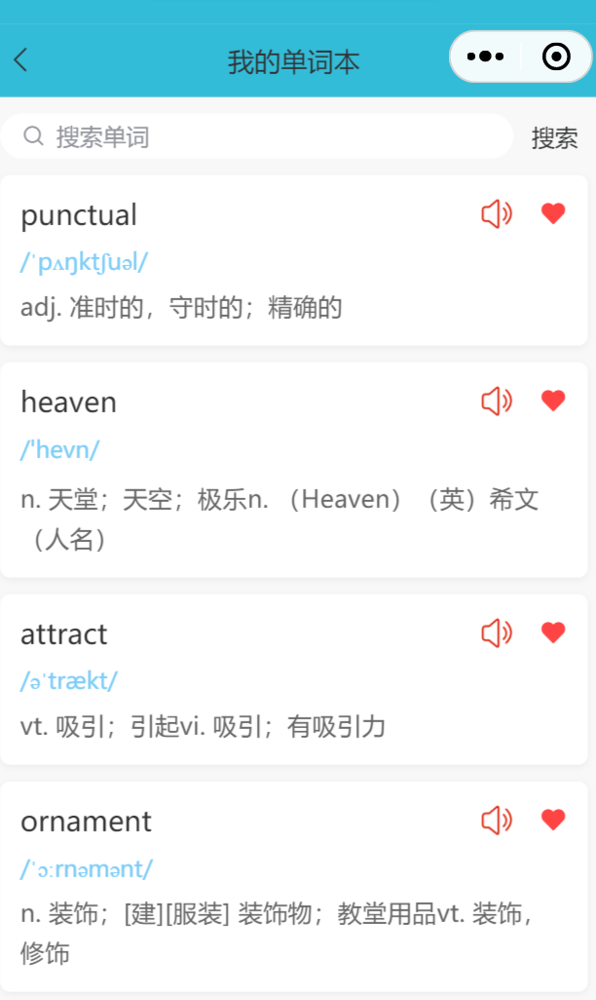 我的单词本
搜索单词 搜索
punctual
/ˈpʌŋktʃuəl/
adj. 准时的，守时的；精确的
heaven
/'hevn/
n. 天堂；天空；极乐n. （Heaven）（英）希文
（人名）
attract
/əˈtrækt/
vt. 吸引；引起vi. 吸引；有吸引力
ornament
/ˈɔːrnəmənt/
n. 装饰；[建][服装] 装饰物；教堂用品vt. 装饰，
修饰